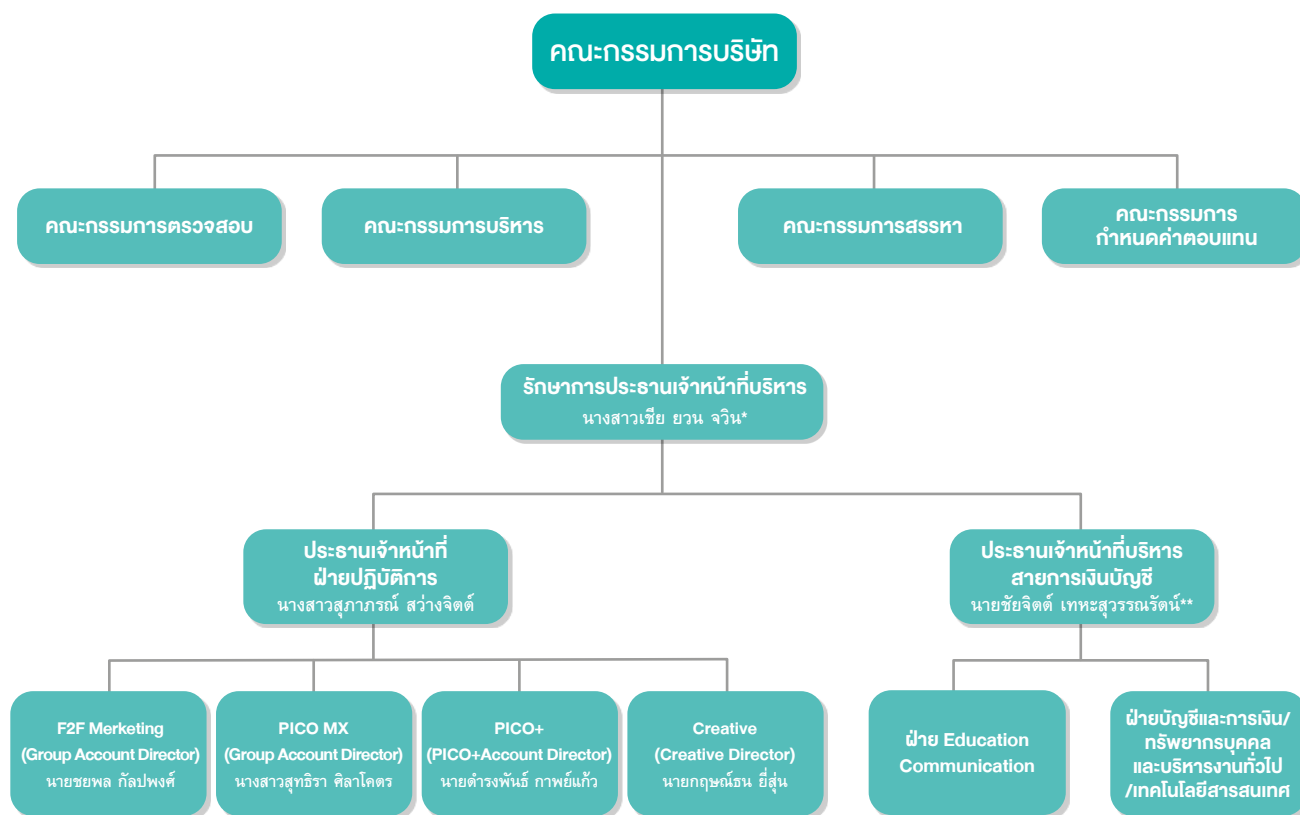 คณะกรรมการบริษัท
คณะกรรมการตรวจสอบ
คณะกรรมการบริหาร
คณะกรรมการสรรหา
คณะกรรมการ
กำหนดค่าตอบแทน
รักษาการประธานเจ้าหน้าที่บริหาร
นางสาวเชีย ยวน จวิน*
ประธานเจ้าหน้าที่
ฝ่ายปฏิบัติการ
นางสาวสุภาภรณ์ สว่างจิตต์
ประธานเจ้าหน้าที่บริหาร
สายการเงินบัญชี
นายชัยจิตต์ เทหะสุวรรณรัตน์**
F2F Merketing
(Group Account Director)
นายชยพล กัลปพงศ์
PICO MX
(Group Account Director)
นางสาวสุทธิรา ศิลาโคตร
PICO+
(PICO+Account Director)
นายดำรงพันธ์ กาพย์แก้ว
Creative
(Creative Director)
นายกฤษณ์ธน ยี่สุ่น
ฝ่าย Education
Communication
ฝ่ายบัญชีและการเงิน/
ทรัพยากรบุคคล
และบริหารงานทั่วไป
/เทคโนโลยีสารสนเทศ